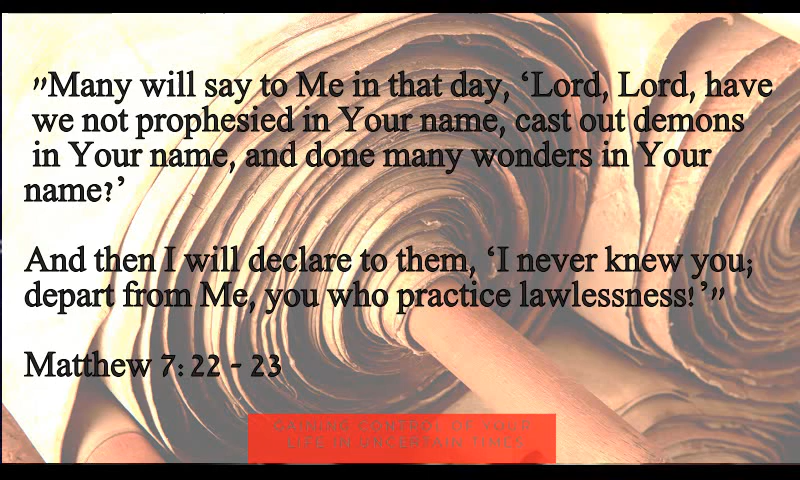 "Many will say to Me in that day, ‘Lord, Lord, have
we not prophesied in Your name, cast out demons
in Your name, and done many wonders in Your
name?’
And then I will declare to them, ‘I never knew you;
depart from Me, you who practice lawlessness!’"
Matthew 7:22 - 23
GAINING CONTROL OF YOUR
LIFE IN UNCERTAIN TIMES